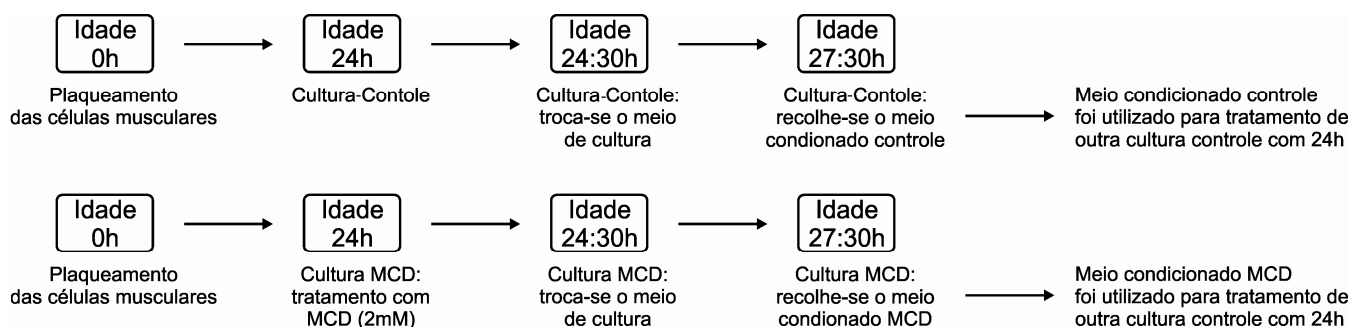 Idade
0h
Idade
24h
Idade
24:30h
Idade
27:30h
Plaqueamento
das células musculares
Cultura-Contole
Cultura-Contole:
troca-se o meio
de cultura
Cultura-Contole:
recolhe-se o meio
condionado controle
Meio condicionado controle
foi utilizado para tratamento de
outra cultura controle com 24h
Idade
0h
Idade
24h
Idade
24:30h
Idade
27:30h
Plaqueamento
das células musculares
Cultura MCD:
tratamento com
MCD (2mM)
Cultura MCD:
troca-se o meio
de cultura
Cultura MCD:
recolhe-se o meio
condionado MCD
Meio condicionado MCD
foi utilizado para tratamento de
outra cultura controle com 24h